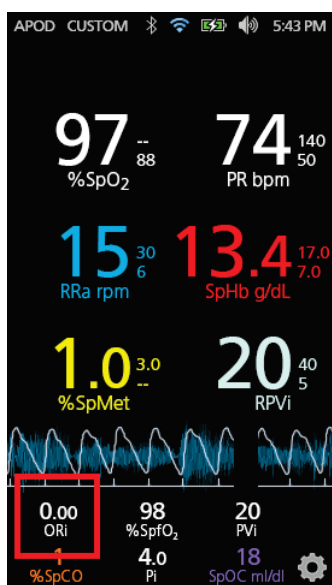 APOD CUSTOM 5:43 PM
97 -- 88 74 140 50
%SpO₂ PR bpm
15 30 6 13.4 17.0 7.0
RRa rpm SpHb g/dL
1.0 3.0 -- 20 40 5
%SpMet RPVi
0.00 98 20
ORi %SpfO₂ PVi
1 4.0 18
%SpCO Pi SpOC ml/dl